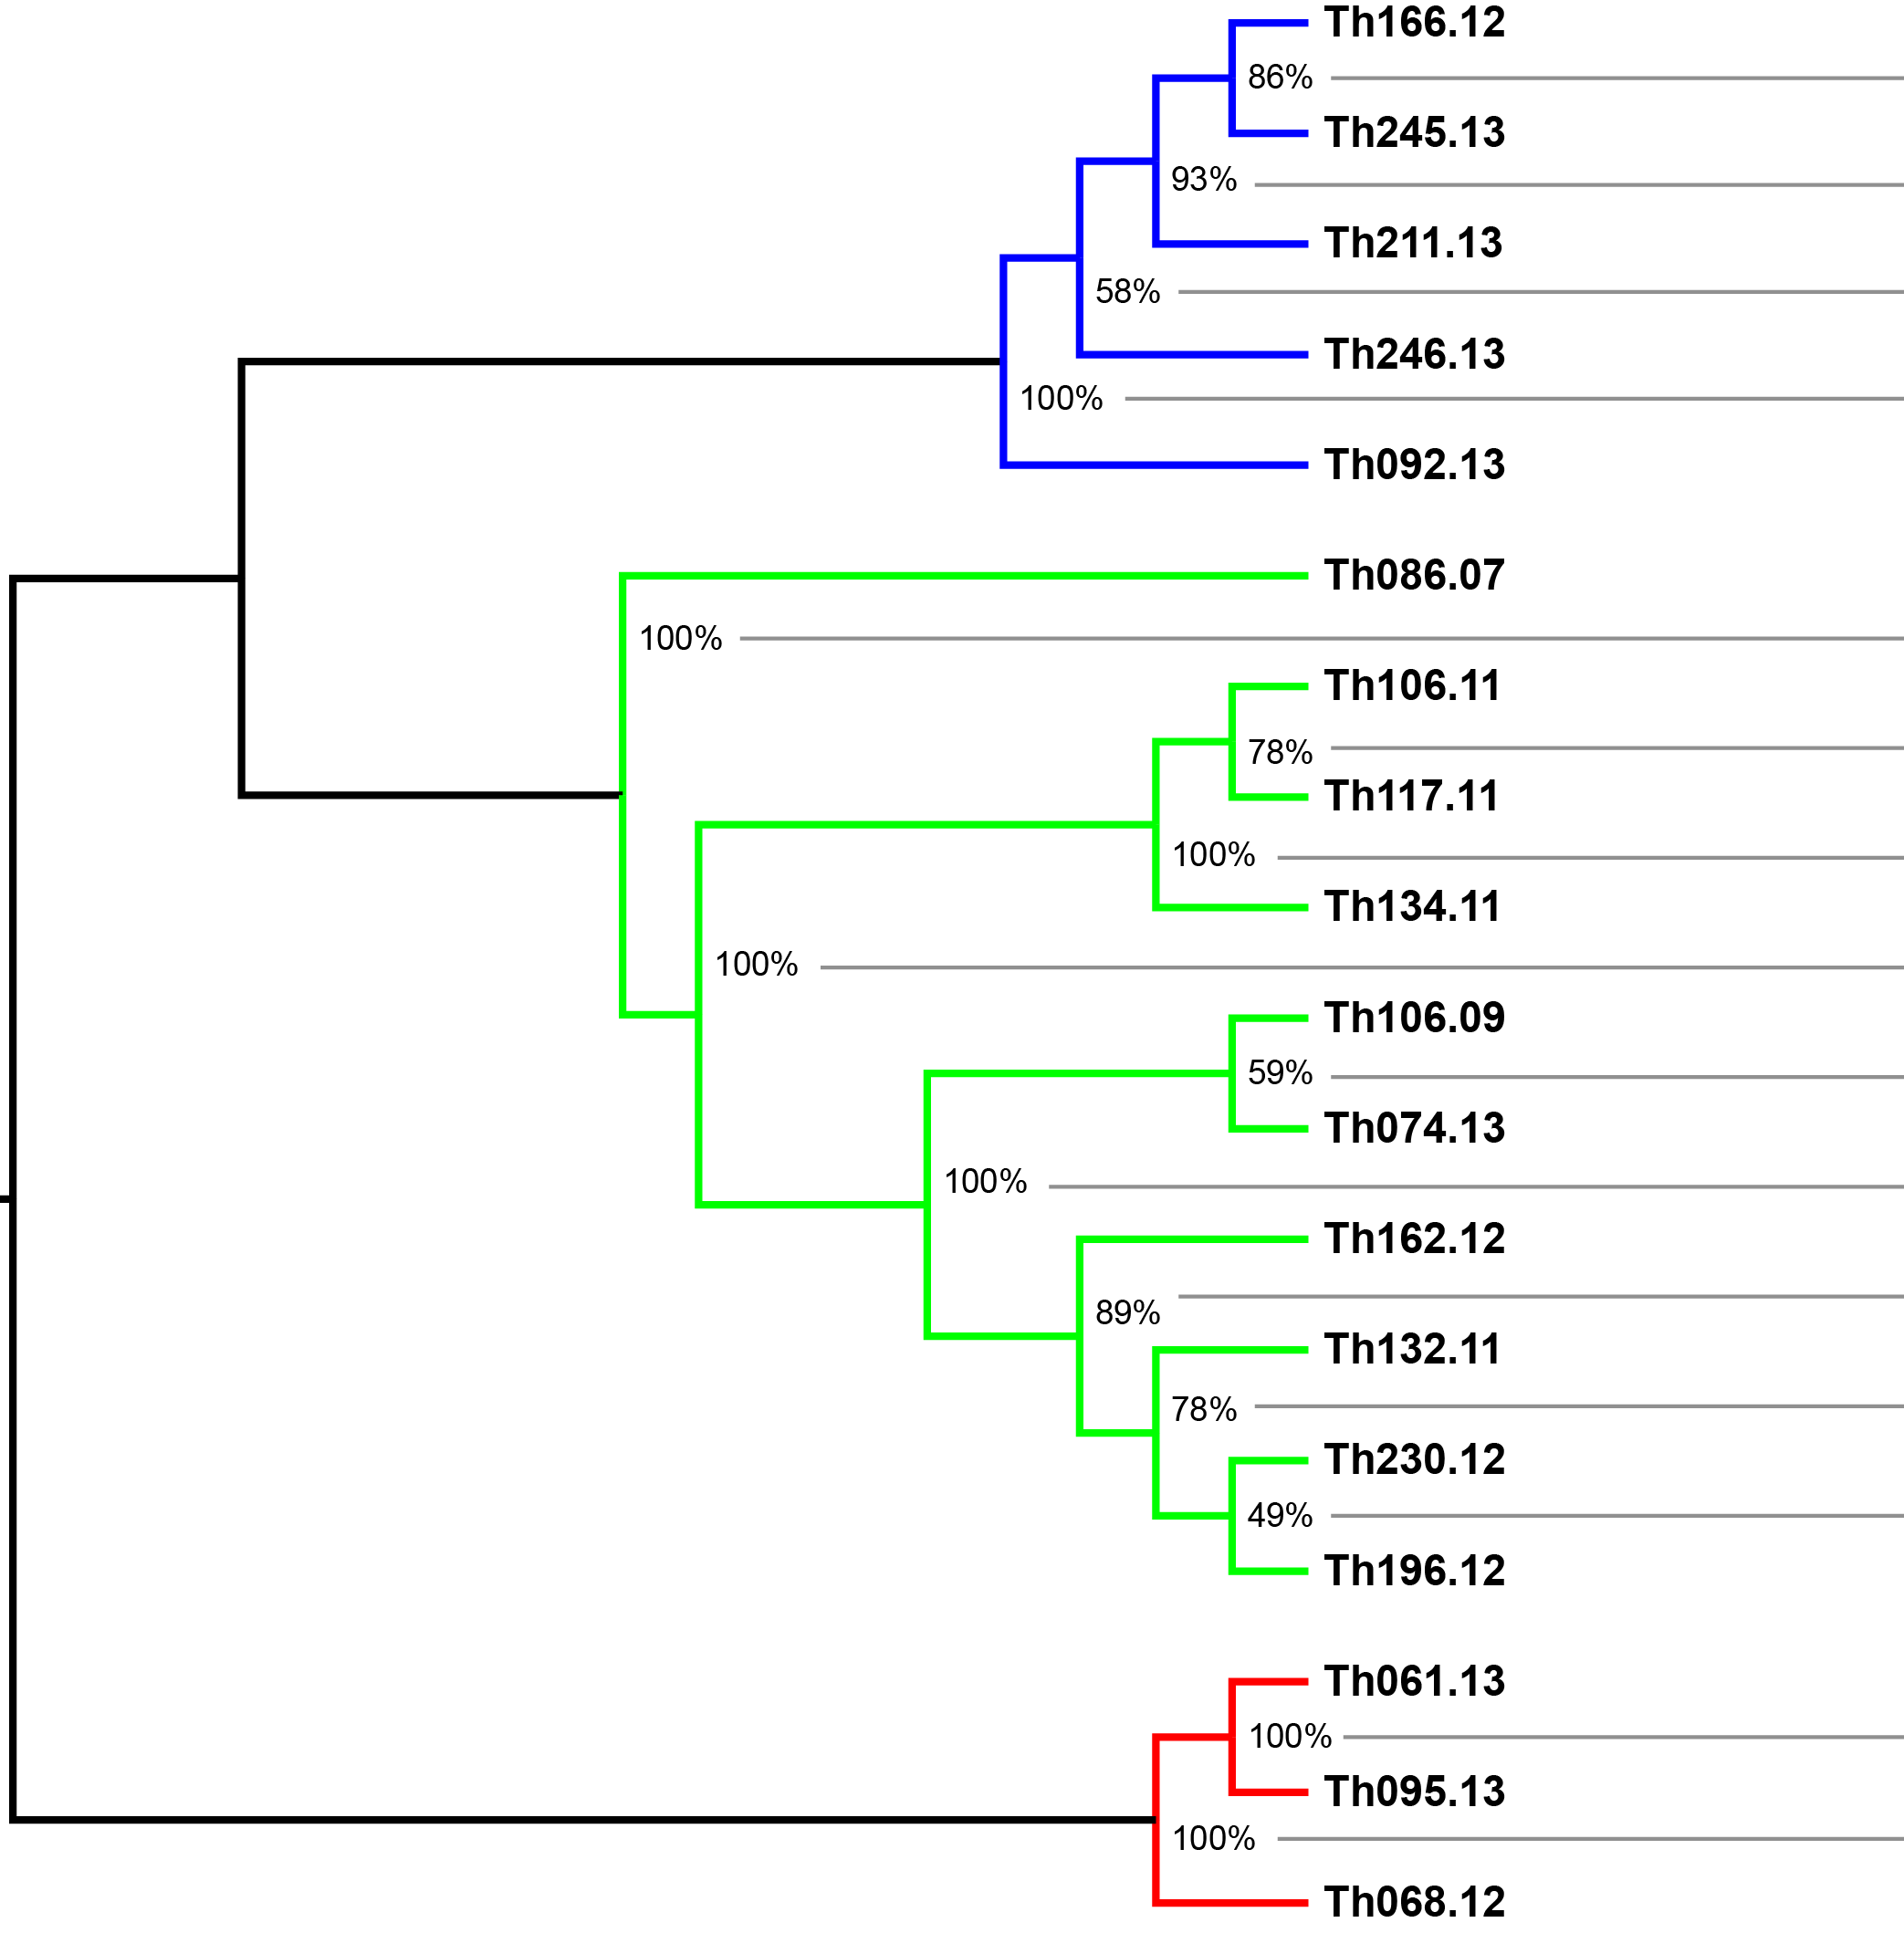 Th166.12
86%
Th245.13
93%
Th211.13
58%
Th246.13
100%
Th092.13
Th086.07
100%
Th106.11
78%
Th117.11
100%
Th134.11
100%
Th106.09
59%
Th074.13
100%
Th162.12
89%
Th132.11
78%
Th230.12
49%
Th196.12
Th061.13
100%
Th095.13
100%
Th068.12